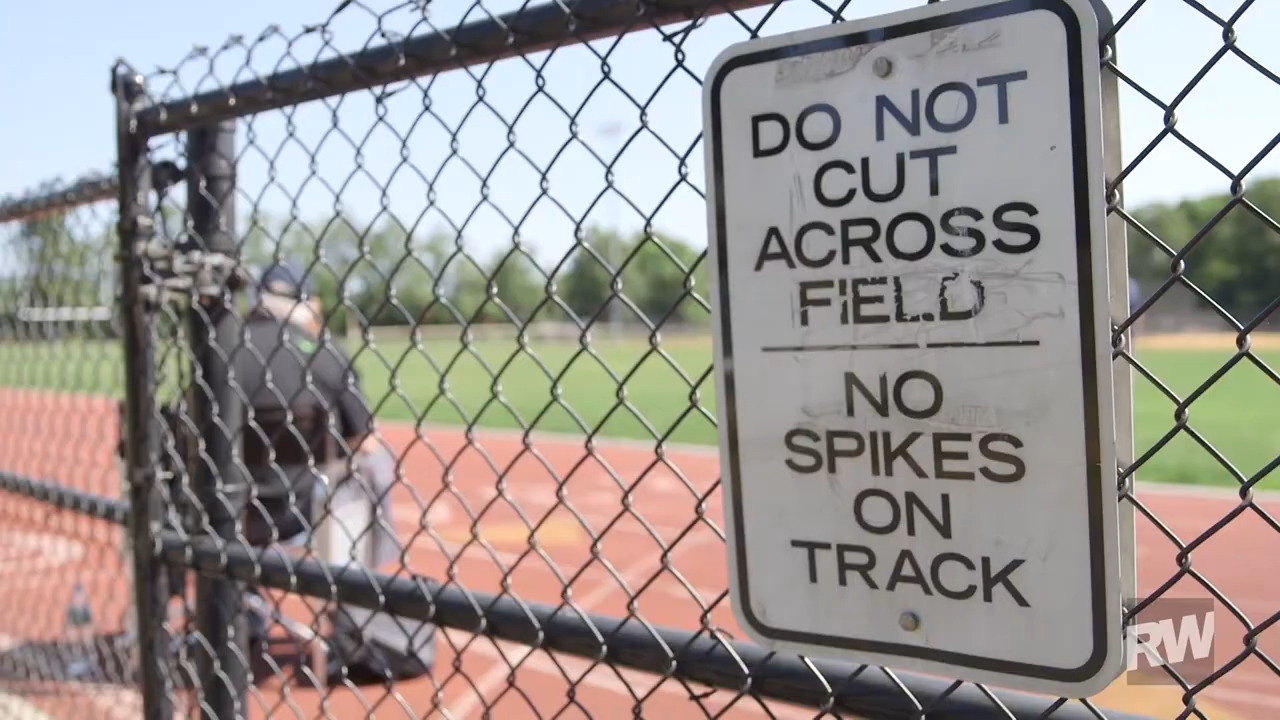 DO NOT
CUT
ACROSS
FIELD
NO
SPIKES
ON
TRACK
RW